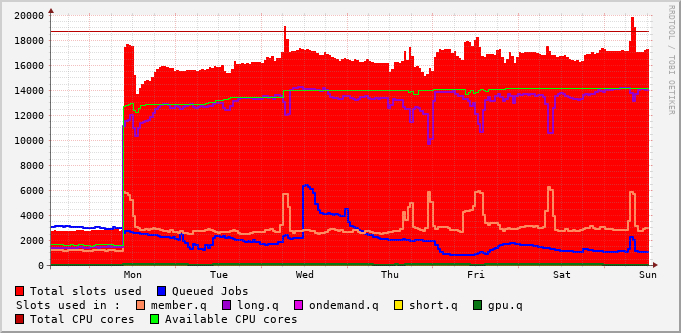 20000
18000
16000
14000
12000
10000
8000
6000
4000
2000
0
Mon Tue Wed Thu Fri Sat Sun
RRDTOOL / TOBI OETIKER
Total slots used Queued Jobs
Slots used in : member.q long.q ondemand.q short.q gpu.q
Total CPU cores Available CPU cores